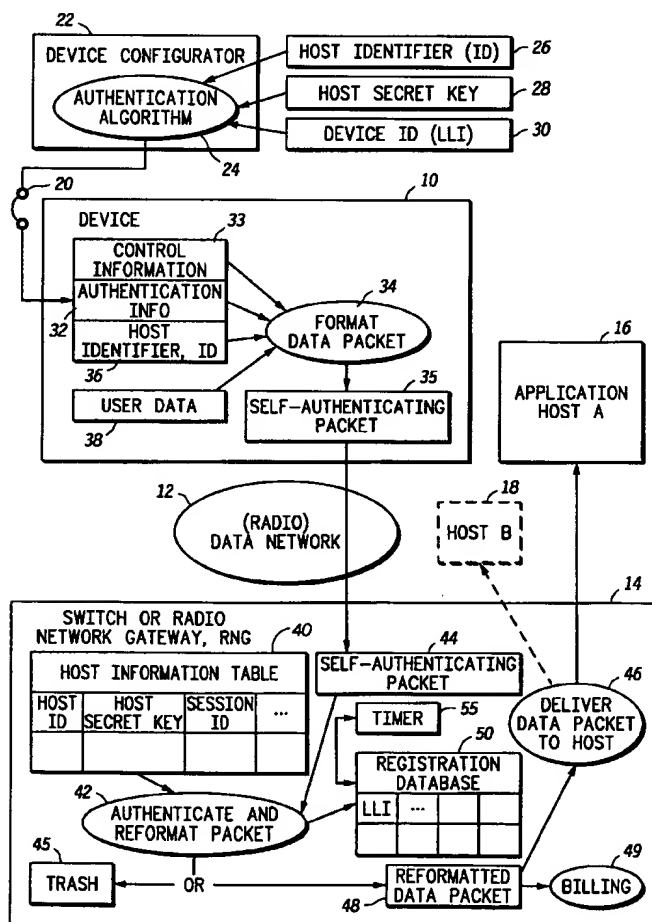 22
DEVICE CONFIGURATOR
AUTHENTICATION
ALGORITHM
24
HOST IDENTIFIER (ID)
26
HOST SECRET KEY
28
DEVICE ID (LLI)
30
20
10
DEVICE
33
CONTROL
INFORMATION
AUTHENTICATION
INFO
32
HOST
IDENTIFIER, ID
36
USER DATA
38
34
FORMAT
DATA PACKET
35
SELF-AUTHENTICATING
PACKET
16
APPLICATION
HOST A
12
(RADIO)
DATA NETWORK
18
HOST B
14
SWITCH OR RADIO
NETWORK GATEWAY, RNG
40
HOST INFORMATION TABLE
HOST
ID
HOST
SECRET KEY
SESSION
ID
...
44
SELF-AUTHENTICATING
PACKET
TIMER
55
50
REGISTRATION
DATABASE
LLI
...
46
DELIVER
DATA PACKET
TO HOST
42
AUTHENTICATE AND
REFORMAT PACKET
45
TRASH
OR
REFORMATTED
DATA PACKET
48
49
BILLING